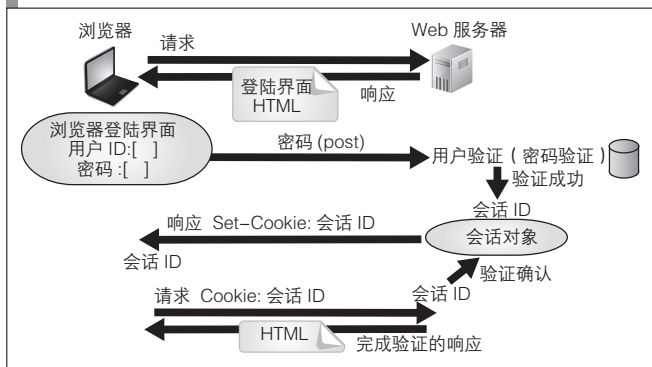 浏览器
Web 服务器
请求
登陆界面
HTML
响应
浏览器登陆界面
用户 ID:[ ]
密码 :[ ]
密码 (post)
用户验证 ( 密码验证 )
验证成功
会话 ID
响应 Set-Cookie: 会话 ID
会话对象
会话 ID
验证确认
请求 Cookie: 会话 ID
会话 ID
HTML
完成验证的响应